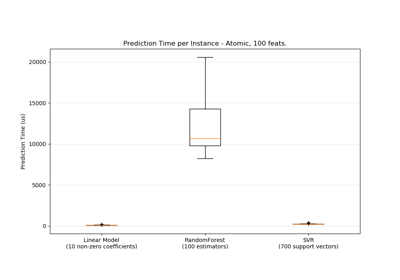 Prediction Time per Instance - Atomic, 100 feats.
Prediction Time (us)
20000
15000
10000
5000
0
Linear Model
(10 non-zero coefficients)
RandomForest
(100 estimators)
SVR
(700 support vectors)